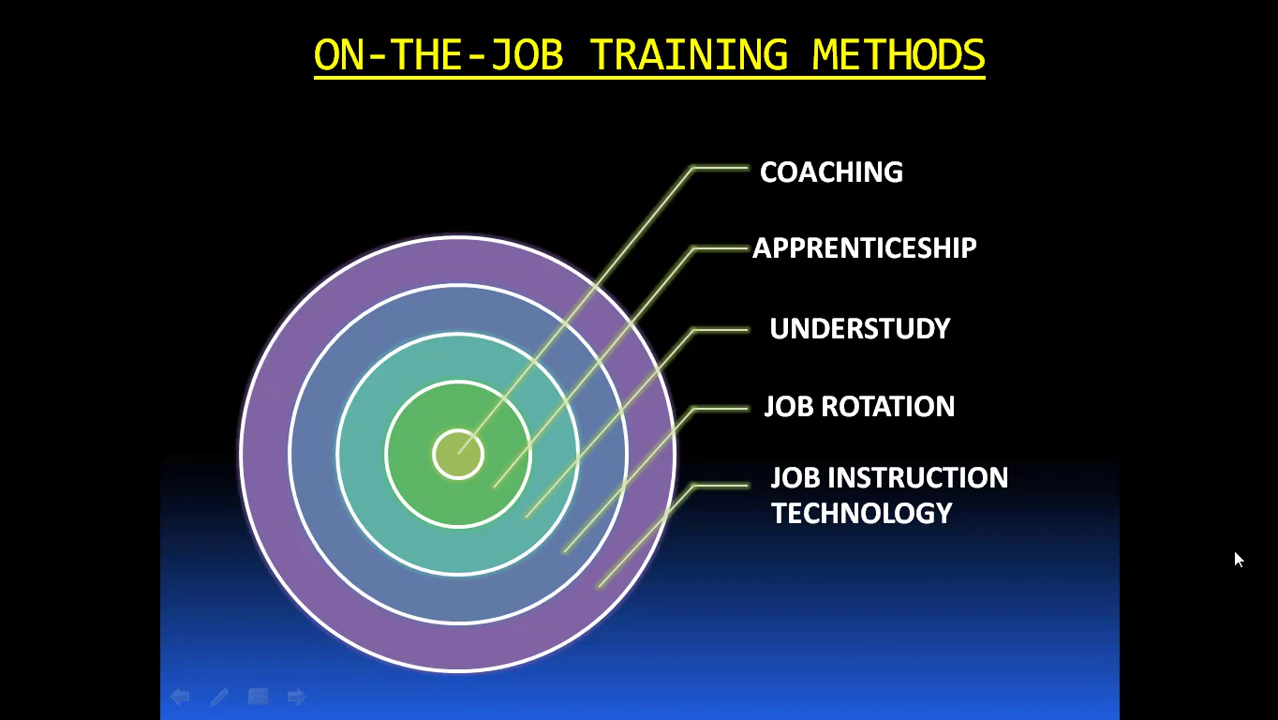 ON-THE-JOB TRAINING METHODS
COACHING
APPRENTICESHIP
UNDERSTUDY
JOB ROTATION
JOB INSTRUCTION
TECHNOLOGY